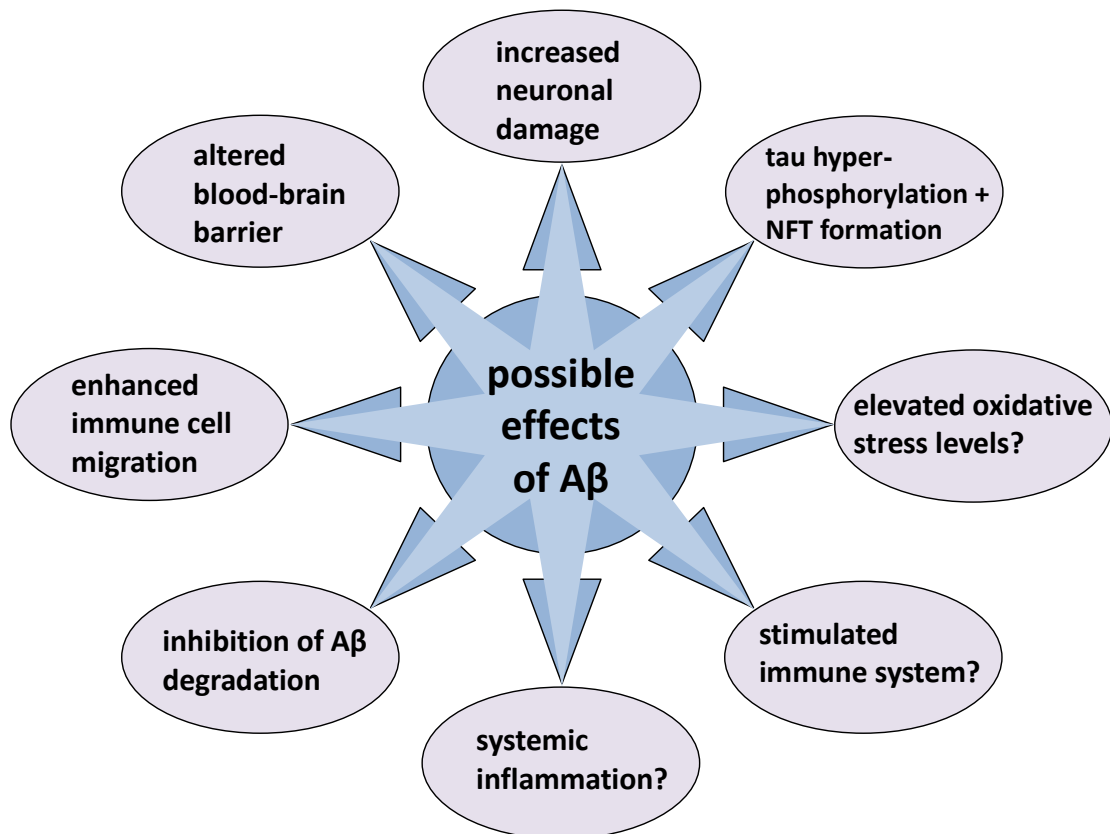 increased
neuronal
damage
altered
blood-brain
barrier
tau hyper-
phosphorylation +
NFT formation
enhanced
immune cell
migration
possible
effects
of Aβ
elevated oxidative
stress levels?
inhibition of Aβ
degradation
stimulated
immune system?
systemic
inflammation?